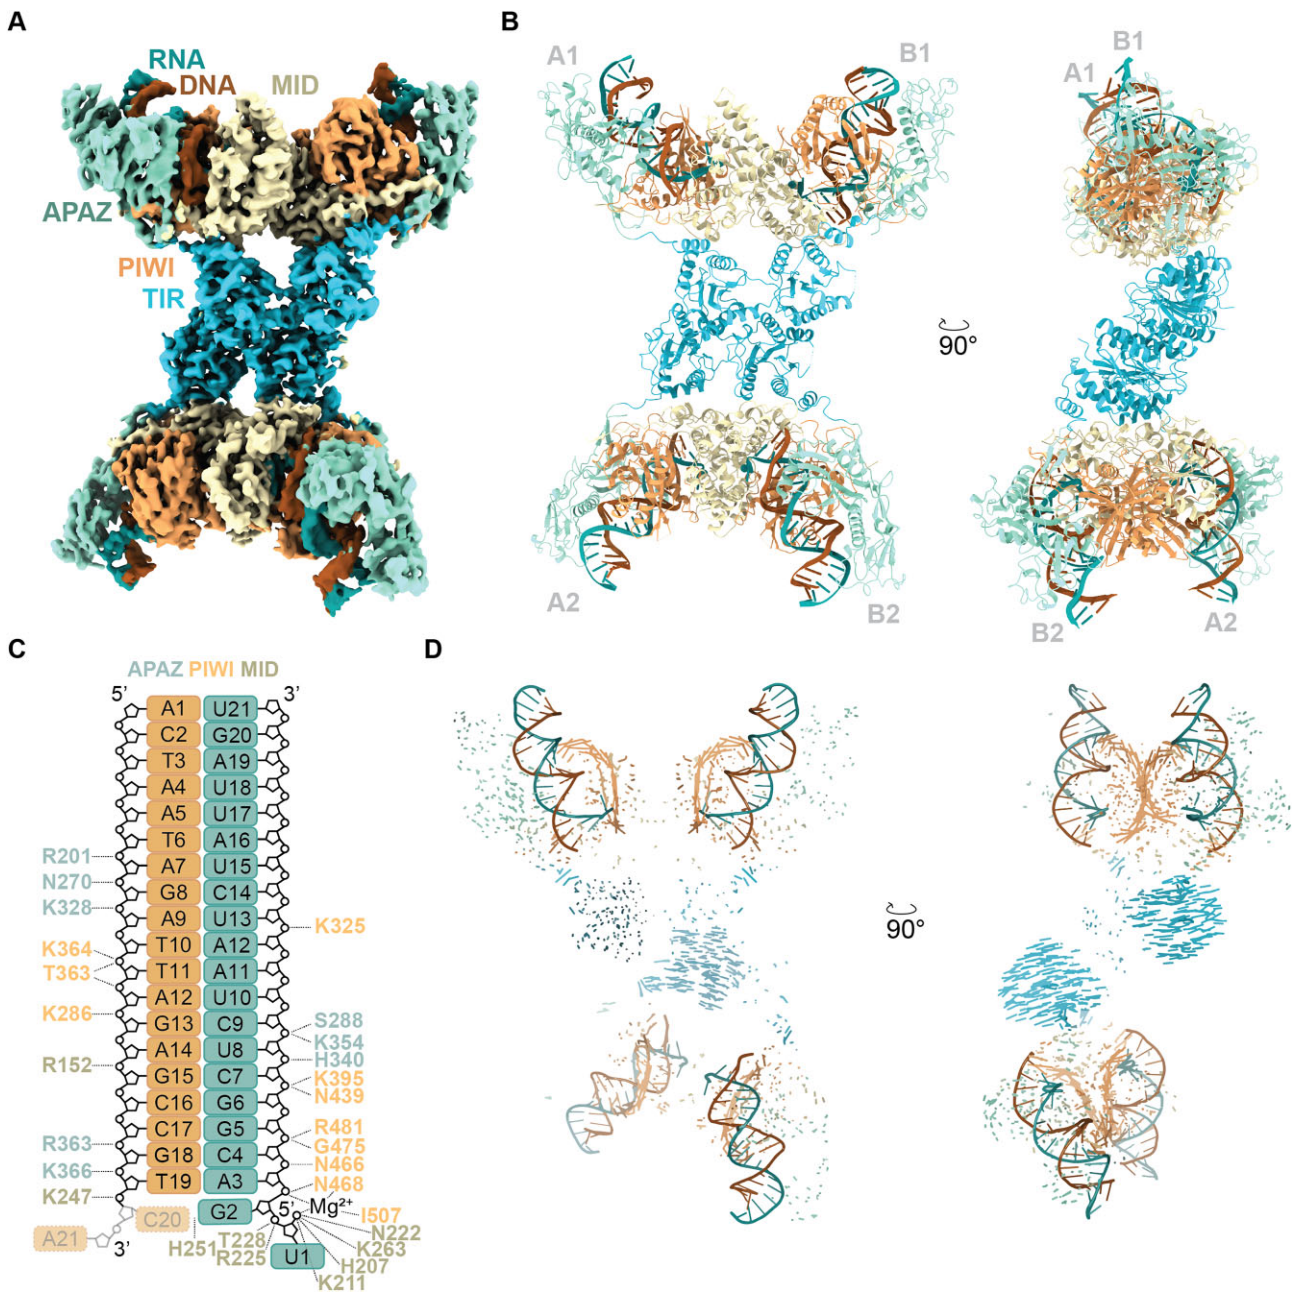 A
RNA
DNA
MID
APAZ
PIWI
TIR
B
A1
B1
A2
B2
90°
B1
A1
B2
A2
C
APAZ PIWI MID
5’
3’
A1 U21
C2 G20
T3 A19
A4 U18
A5 U17
T6 A16
R201
A7 U15
N270
G8 C14
K328
A9 U13
K325
K364
T10 A12
T363
T11 A11
A12 U10
K286
G13 C9
S288
K354
A14 U8
H340
R152
G15 C7
K395
N439
C16 G6
C17 G5
R481
R363
G475
G18 C4
N466
K366
T19 A3
N468
K247
C20
G2
5’
Mg²⁺
I507
A21
3’
H251
T228
R225
U1
N222
K263
H207
K211
D
90°